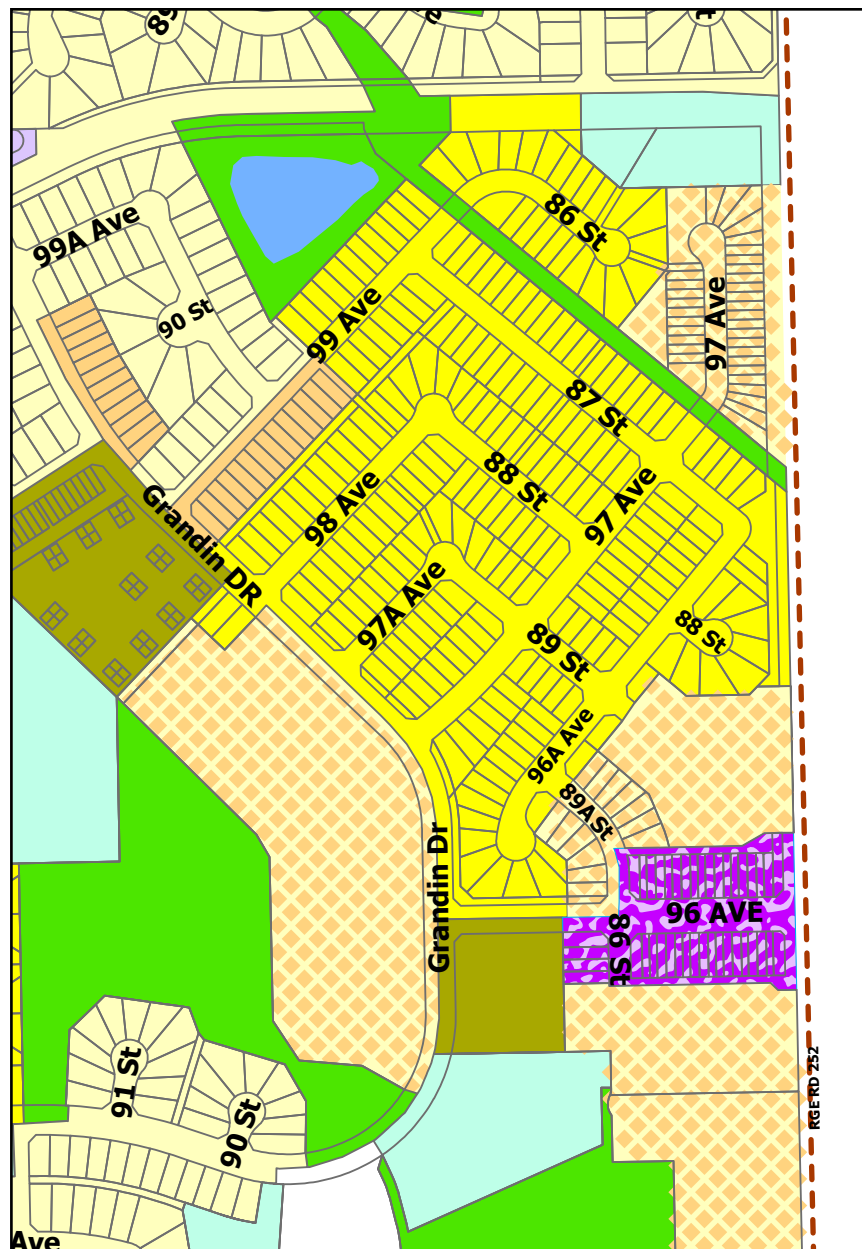 86 St
99A Ave
90 St
99 Ave
97 Ave
87 St
88 St
97 Ave
98 Ave
Grandin DR
97A Ave
88 St
89 St
96A Ave
89A St
Grandin Dr
96 AVE
98 St
91 St
90 St
RGE RD 252
Ave